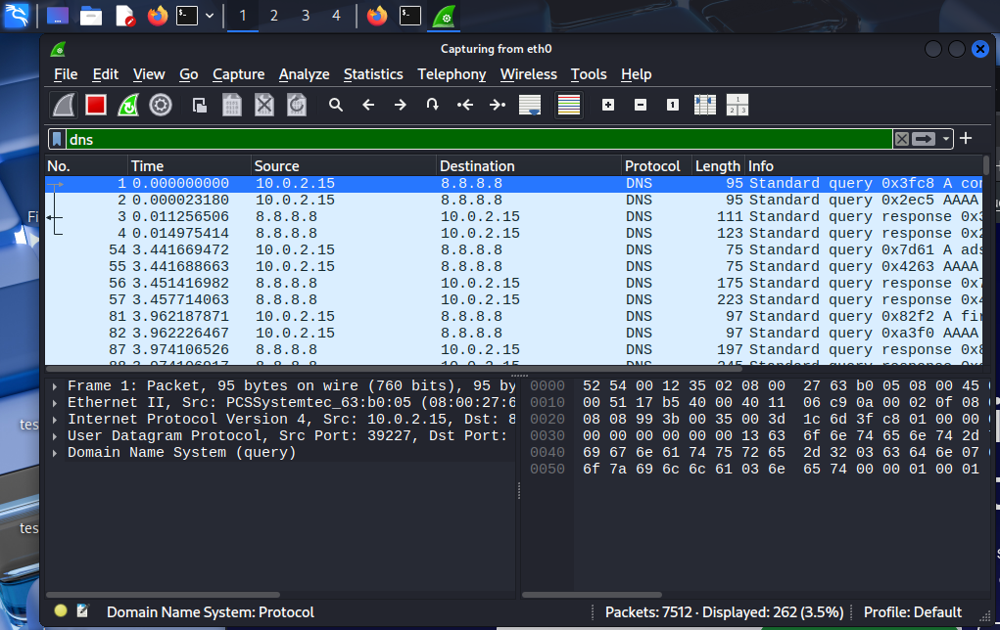 1 2 3 4
Capturing from eth0
File Edit View Go Capture Analyze Statistics Telephony Wireless Tools Help
dns
No. Time Source Destination Protocol Length Info
1 0.000000000 10.0.2.15 8.8.8.8 DNS 95 Standard query 0x3fc8 A con
2 0.000023180 10.0.2.15 8.8.8.8 DNS 95 Standard query 0x2ec5 AAAA
3 0.011256506 8.8.8.8 10.0.2.15 DNS 111 Standard query response 0x3
4 0.014975414 8.8.8.8 10.0.2.15 DNS 123 Standard query response 0x2
54 3.441669472 10.0.2.15 8.8.8.8 DNS 75 Standard query 0x7d61 A ads
55 3.441688663 10.0.2.15 8.8.8.8 DNS 75 Standard query 0x4263 AAAA
56 3.451416982 8.8.8.8 10.0.2.15 DNS 175 Standard query response 0x7
57 3.457714063 8.8.8.8 10.0.2.15 DNS 223 Standard query response 0x4
81 3.962187871 10.0.2.15 8.8.8.8 DNS 97 Standard query 0x82f2 A fir
82 3.962226467 10.0.2.15 8.8.8.8 DNS 97 Standard query 0xa3f0 AAAA
87 3.974106526 8.8.8.8 10.0.2.15 DNS 197 Standard query response 0x8
Fi
tes
tes
Frame 1: Packet, 95 bytes on wire (760 bits), 95 by
Ethernet II, Src: PCSSystemtec_63:b0:05 (08:00:27:6
Internet Protocol Version 4, Src: 10.0.2.15, Dst: 8
User Datagram Protocol, Src Port: 39227, Dst Port:
Domain Name System (query)
0000 52 54 00 12 35 02 08 00 27 63 b0 05 08 00 45
0010 00 51 17 b5 40 00 40 11 06 c9 0a 00 02 0f 08
0020 08 08 99 3b 00 35 00 3d 1c 6d 3f c8 01 00 00
0030 00 00 00 00 00 00 13 63 6f 6e 74 65 6e 74 2d
0040 69 67 6e 61 74 75 72 65 2d 32 03 63 64 6e 07
0050 6f 7a 69 6c 6c 61 03 6e 65 74 00 00 01 00 01
Domain Name System: Protocol
Packets: 7512 · Displayed: 262 (3.5%)
Profile: Default